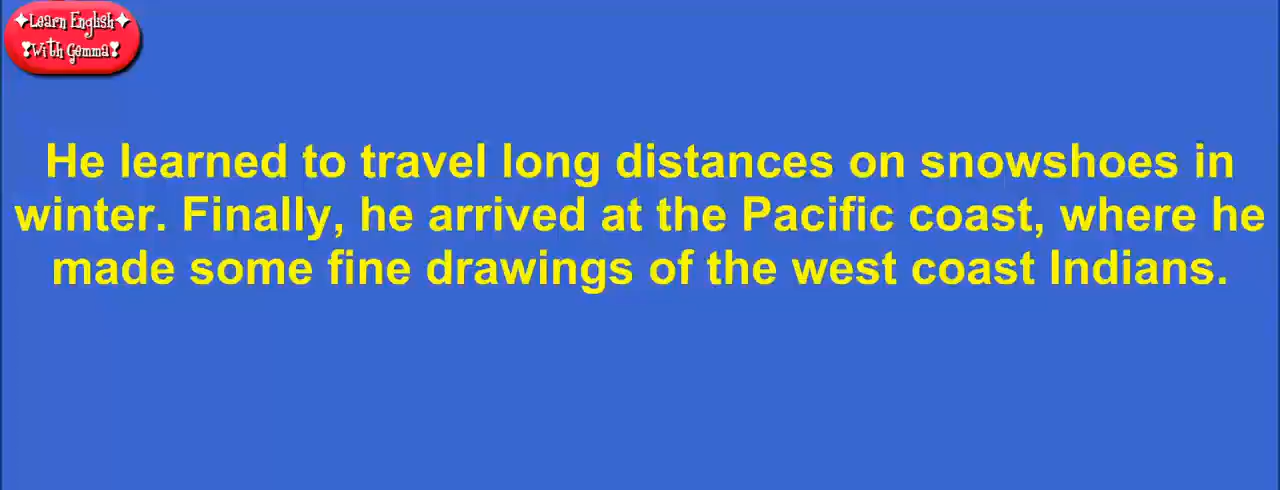 ✦Learn English✦
❣With Gemma❣
He learned to travel long distances on snowshoes in
winter. Finally, he arrived at the Pacific coast, where he
made some fine drawings of the west coast Indians.